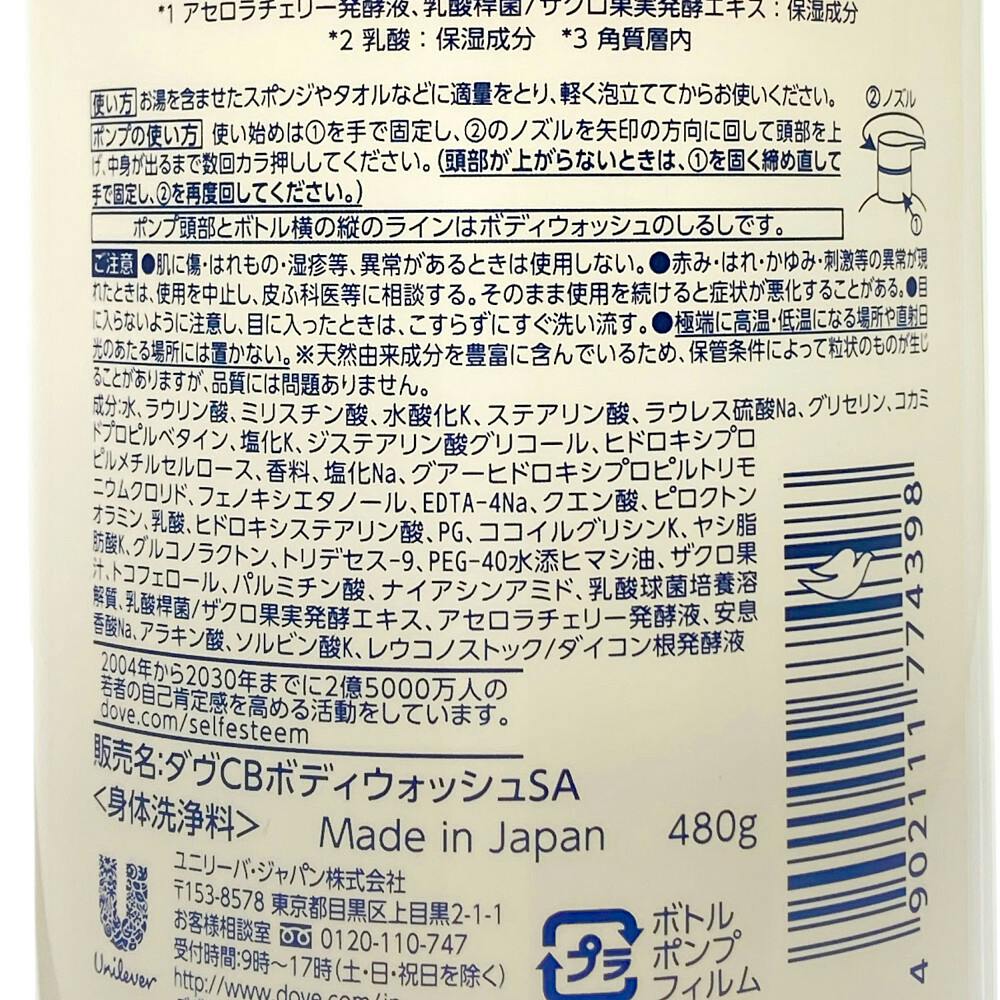 *1 アセロラチェリー発酵液、乳酸桿菌/ザクロ果実発酵エキス：保湿成分
*2 乳酸：保湿成分 *3 角質層内
使い方 お湯を含ませたスポンジやタオルなどに適量をとり、軽く泡立ててからお使いください。
ポンプの使い方 使い始めは①を手で固定し、②のノズルを矢印の方向に回して頭部を上
げ、中身が出るまで数回カラ押ししてください。(頭部が上がらないときは、①を固く締め直して
手で固定し、②を再度回してください。)
②ノズル
①
ポンプ頭部とボトル横の縦のラインはボディウォッシュのしるしです。
ご注意 ●肌に傷・はれもの・湿疹等、異常があるときは使用しない。●赤み・はれ・かゆみ・刺激等の異常が現
れたときは、使用を中止し、皮ふ科医等に相談する。そのまま使用を続けると症状が悪化することがある。●目
に入らないように注意し、目に入ったときは、こすらずにすぐ洗い流す。●極端に高温・低温になる場所や直射日
光のあたる場所には置かない。※天然由来成分を豊富に含んでいるため、保管条件によって粒状のものが生じ
ることがありますが、品質には問題ありません。
成分:水、ラウリン酸、ミリスチン酸、水酸化K、ステアリン酸、ラウレス硫酸Na、グリセリン、コカミ
ドプロピルベタイン、塩化K、ジステアリン酸グリコール、ヒドロキシプロ
ピルメチルセルロース、香料、塩化Na、グアーヒドロキシプロピルトリモ
ニウムクロリド、フェノキシエタノール、EDTA-4Na、クエン酸、ピロクトン
オラミン、乳酸、ヒドロキシステアリン酸、PG、ココイルグリシンK、ヤシ脂
肪酸K、グルコノラクトン、トリデセス-9、PEG-40水添ヒマシ油、ザクロ果
汁、トコフェロール、パルミチン酸、ナイアシンアミド、乳酸球菌培養溶
解質、乳酸桿菌/ザクロ果実発酵エキス、アセロラチェリー発酵液、安息
香酸Na、アラキン酸、ソルビン酸K、レウコノストック/ダイコン根発酵液
2004年から2030年までに2億5000万人の
若者の自己肯定感を高める活動をしています。
dove.com/selfesteem
販売名:ダヴCBボディウォッシュSA
<身体洗浄料> Made in Japan 480g
4902111774398
Unilever
ユニリーバ・ジャパン株式会社
〒153-8578 東京都目黒区上目黒2-1-1
お客様相談室 0120-110-747
受付時間:9時～17時(土・日・祝日を除く)
http://www.dove.com/jp
プラ
ボトル
ポンプ
フィルム